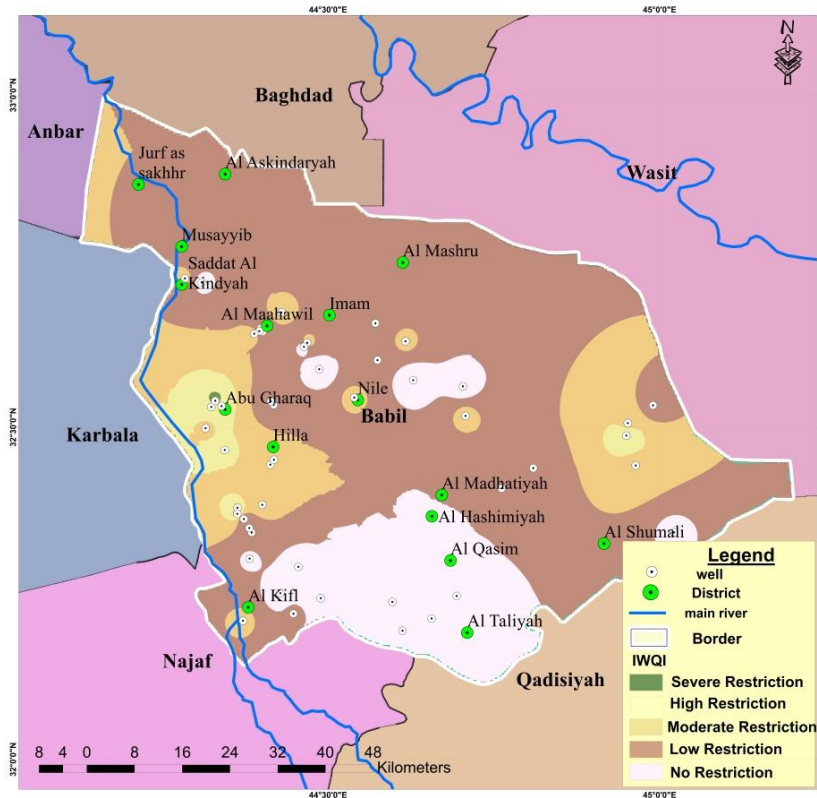 44°30'0"E
45°0'0"E
N
33°0'0"N
32°30'0"N
32°0'0"N
Baghdad
Anbar
Jurf as
sakhhr
Al Askindaryah
Wasit
Musayyib
Al Mashru
Saddat Al
Kindyah
Al Maahawil
Imam
Abu Gharaq
Nile
Babil
Karbala
Hilla
Al Madhatiyah
Al Hashimiyah
Al Shumali
Al Qasim
Al Kifl
Al Taliyah
Najaf
Qadisiyah
Legend
well
District
main river
Border
IWQI
Severe Restriction
High Restriction
Moderate Restriction
Low Restriction
No Restriction
8 4 0 8 16 24 32 40 48
Kilometers
44°30'0"E
45°0'0"E